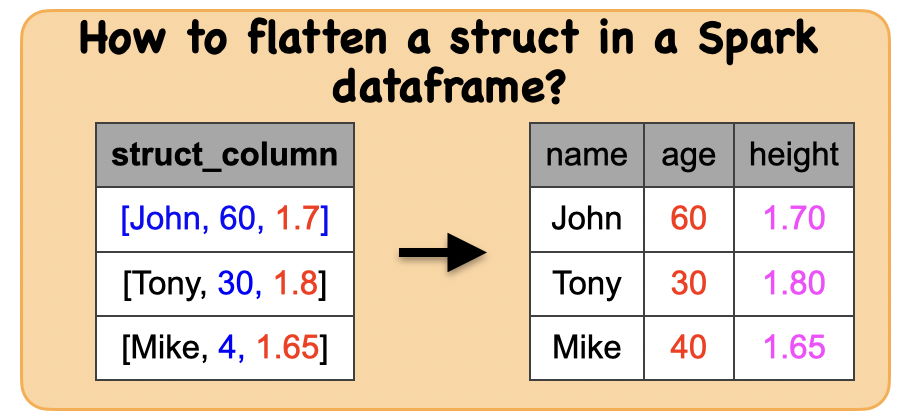 How to flatten a struct in a Spark
dataframe?
struct_column
[John, 60, 1.7]
[Tony, 30, 1.8]
[Mike, 4, 1.65]
name age height
John 60 1.70
Tony 30 1.80
Mike 40 1.65